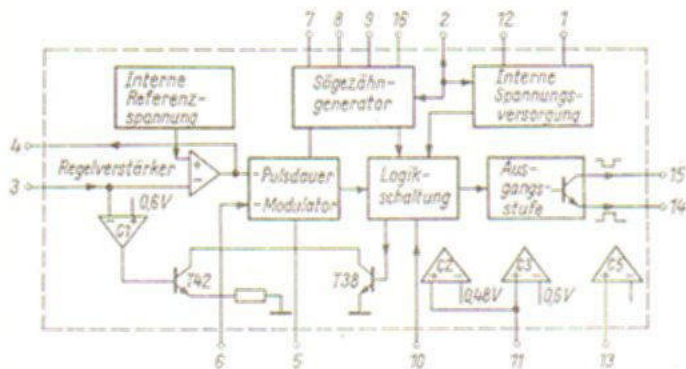 7 8 9 16 2 12 1
Interne
Referenz-
spannung
Sägezähn-
generator
Interne
Spannungs-
versorgung
4
Regelverstärker
3
+
-
-Pulsdauer
-Modulator
Logik-
schaltung
Aus-
gangs-
stufe
15
14
C1
0,6V
T42
T38
C2
0,48V
C3
0,6V
C5
6 5 10 11 13